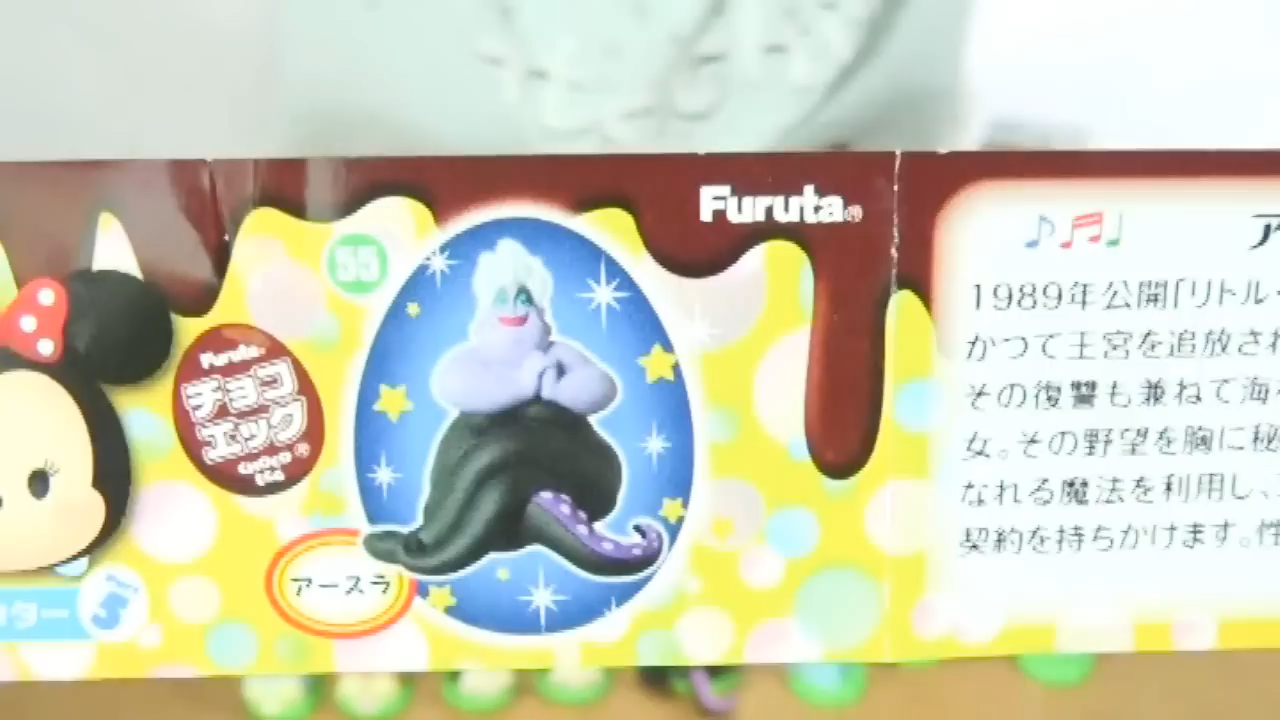 Furuta®
55
Furuta®
チョコ
エッグ®
CHOCO
EGG
アースラ
ター
1989年公開「リトル
かつて王宮を追放され
その復讐も兼ねて海
女。その野望を胸に秘
なれる魔法を利用し、
契約を持ちかけます。性